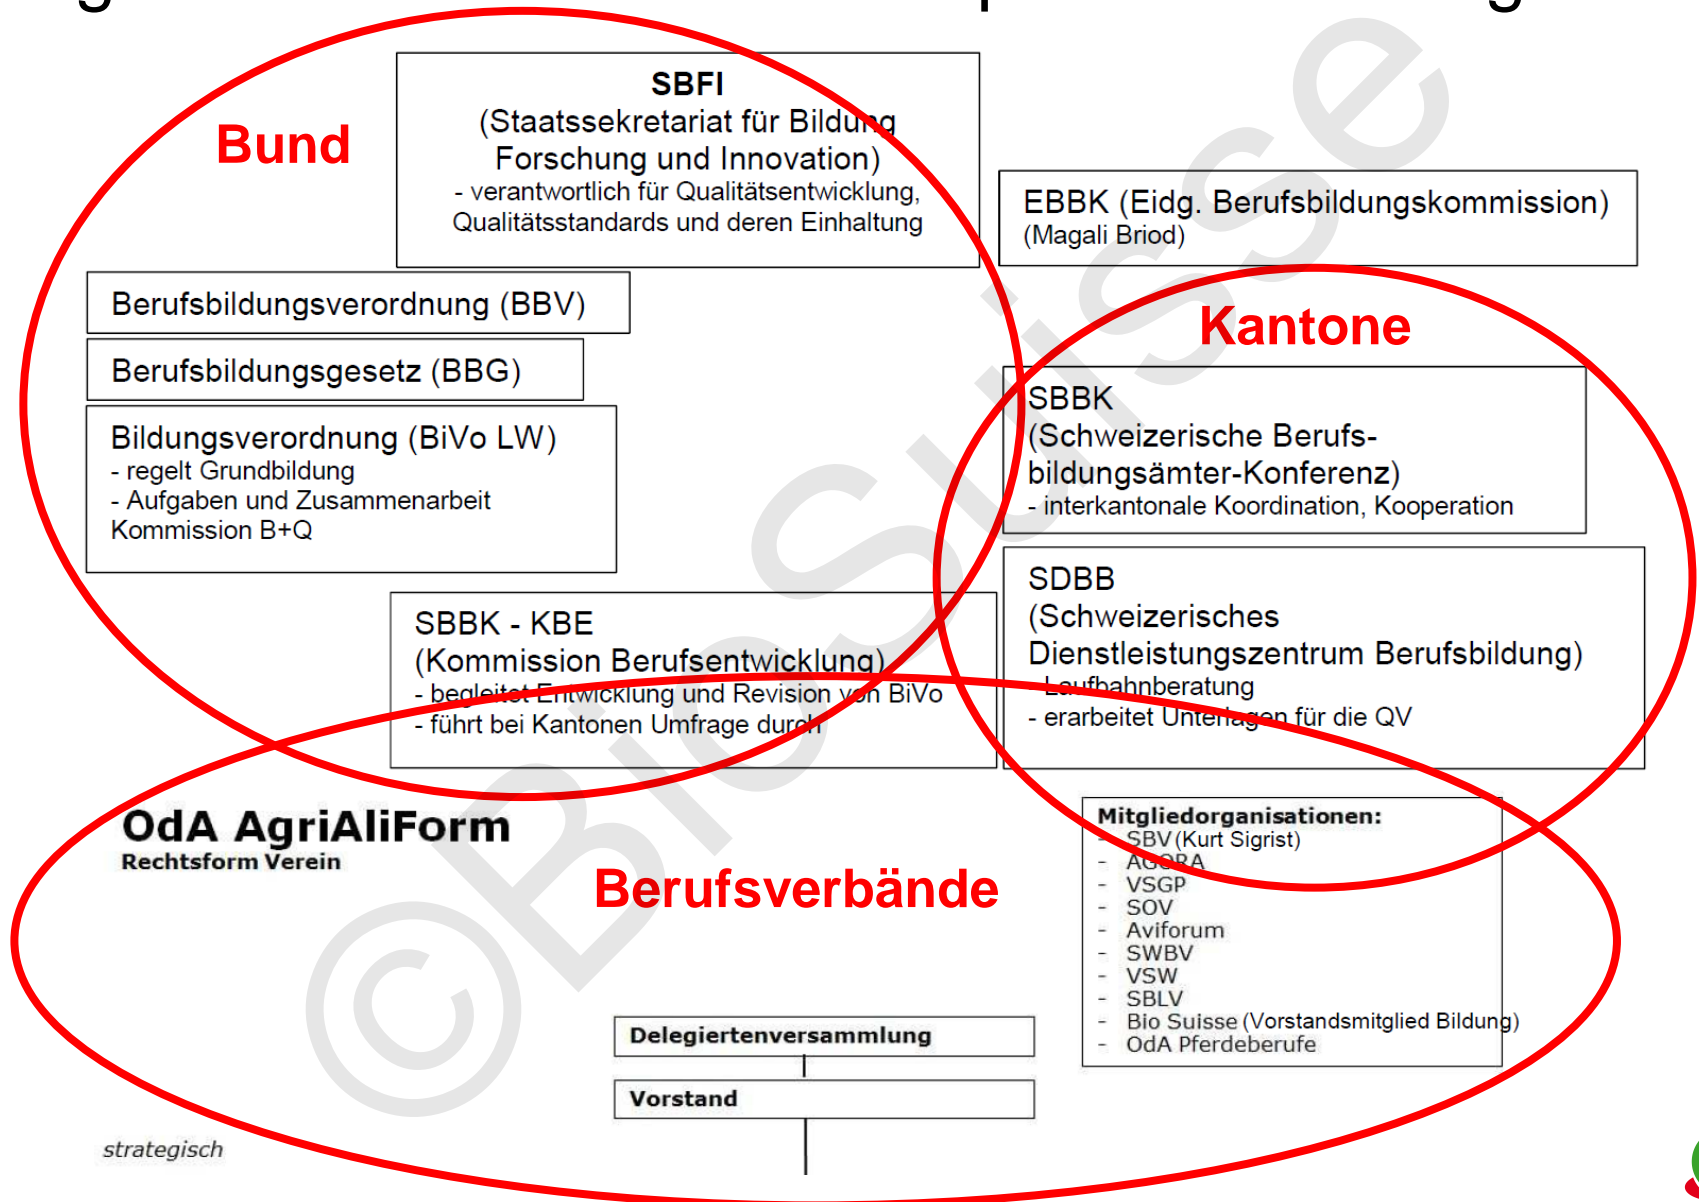 SBFI
(Staatssekretariat für Bildung
Forschung und Innovation)
- verantwortlich für Qualitätsentwicklung,
Qualitätsstandards und deren Einhaltung
Bund
EBBK (Eidg. Berufsbildungskommission)
(Magali Briod)
Berufsbildungsverordnung (BBV)
Berufsbildungsgesetz (BBG)
Bildungsverordnung (BiVo LW)
- regelt Grundbildung
- Aufgaben und Zusammenarbeit
Kommission B+Q
Kantone
SBBK
(Schweizerische Berufs-
bildungsämter-Konferenz)
- interkantonale Koordination, Kooperation
SBBK - KBE
(Kommission Berufsentwicklung)
- begleitet Entwicklung und Revision von BiVo
- führt bei Kantonen Umfrage durch
SDBB
(Schweizerisches
Dienstleistungszentrum Berufsbildung)
- Laufbahnberatung
- erarbeitet Unterlagen für die QV
OdA AgriAliForm
Rechtsform Verein
Berufsverbände
Mitgliedorganisationen:
- SBV (Kurt Sigrist)
- AGORA
- VSGP
- SOV
- Aviforum
- SWBV
- VSW
- SBLV
- Bio Suisse (Vorstandsmitglied Bildung)
- OdA Pferdeberufe
Delegiertenversammlung
Vorstand
strategisch
©BioSuisse